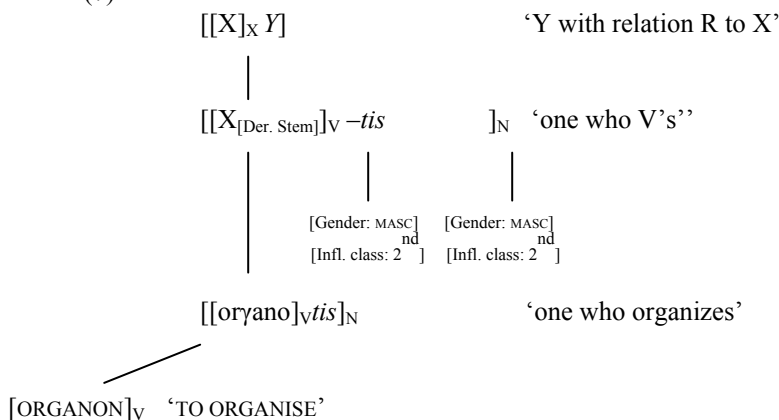 [[X]X Y] ‘Y with relation R to X’
[[X[Der. Stem]]V –tis ]N ‘one who V's’’
[Gender: MASC] [Gender: MASC]
[Infl. class: 2nd] [Infl. class: 2nd]
[[orγano]Vtis]N ‘one who organizes’
[ORGANON]V ‘TO ORGANISE’